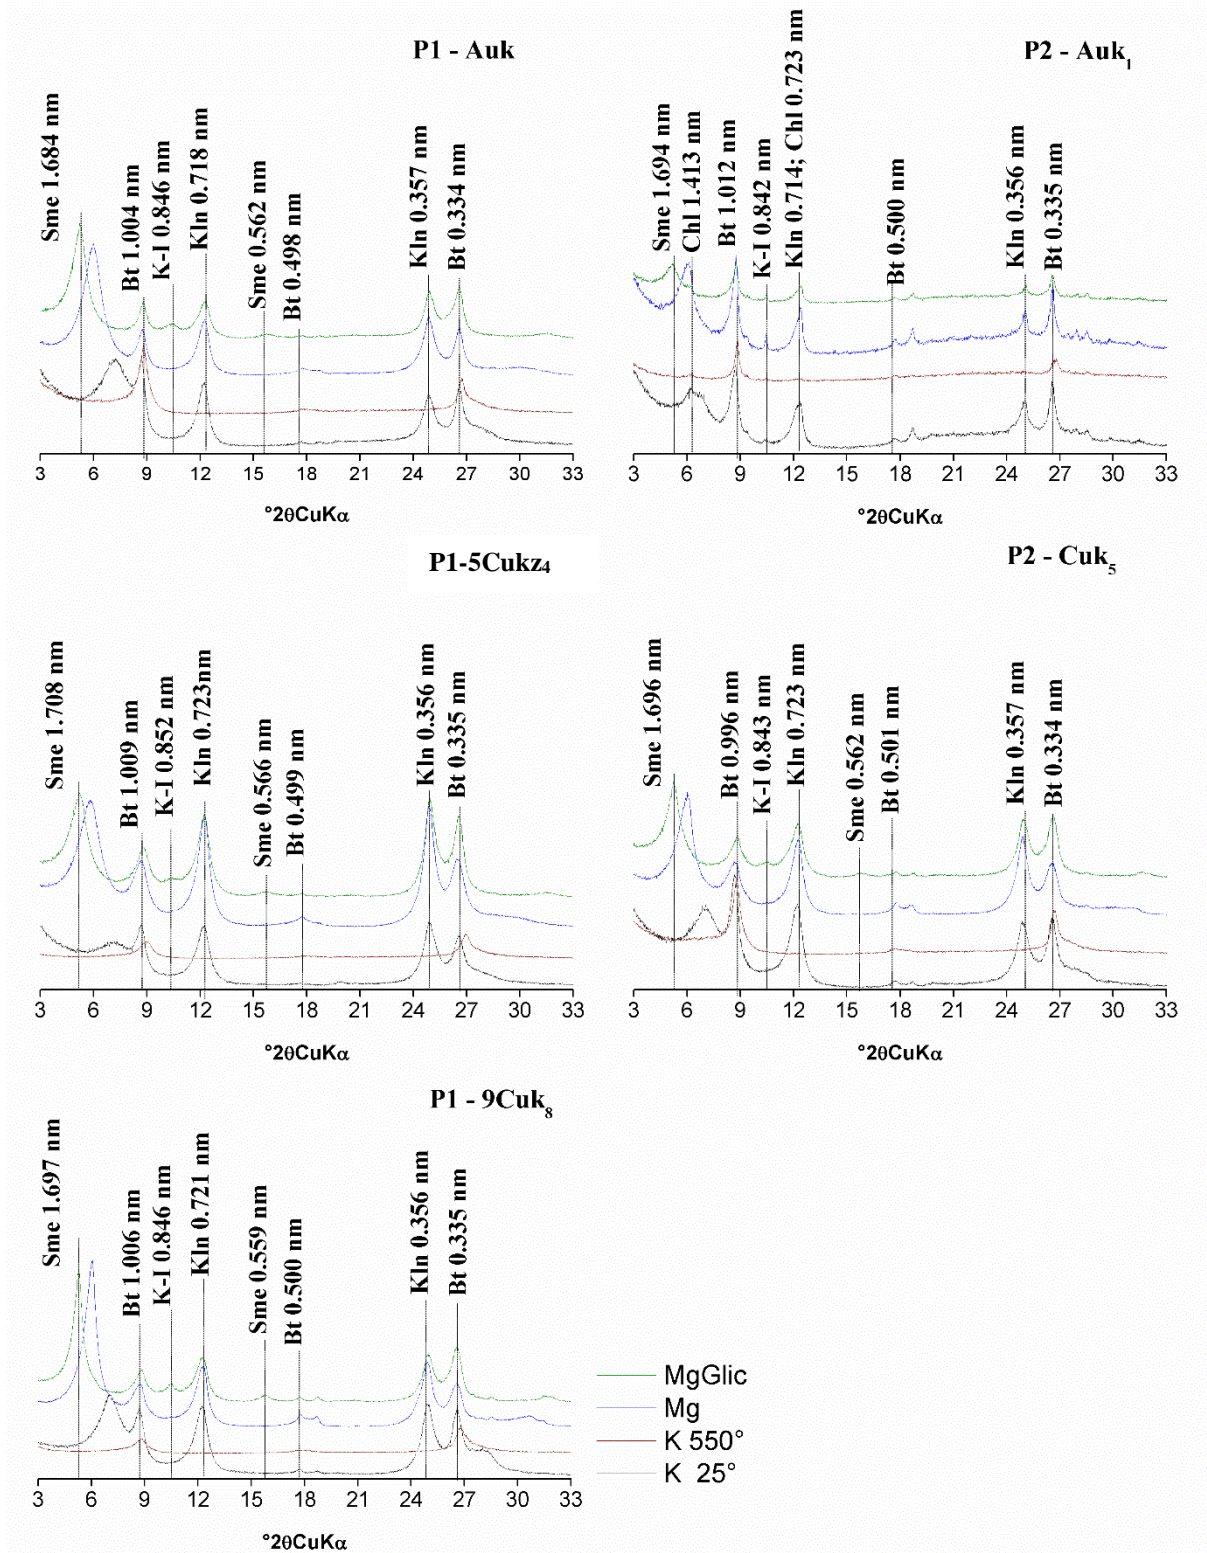 P1 - Auk
Sme 1.684 nm
Bt 1.004 nm
K-I 0.846 nm
Kln 0.718 nm
Sme 0.562 nm
Bt 0.498 nm
Kln 0.357 nm
Bt 0.334 nm
3 6 9 12 15 18 21 24 27 30 33
°2θCuKα
P2 - Auk₁
Sme 1.694 nm
Chl 1.413 nm
Bt 1.012 nm
K-I 0.842 nm
Kln 0.714; Chl 0.723 nm
Bt 0.500 nm
Kln 0.356 nm
Bt 0.335 nm
3 6 9 12 15 18 21 24 27 30 33
°2θCuKα
P1-5Cukz₄
Sme 1.708 nm
Bt 1.009 nm
K-I 0.852 nm
Kln 0.723nm
Sme 0.566 nm
Bt 0.499 nm
Kln 0.356 nm
Bt 0.335 nm
3 6 9 12 15 18 21 24 27 30 33
°2θCuKα
P2 - Cuk₅
Sme 1.696 nm
Bt 0.996 nm
K-I 0.843 nm
Kln 0.723 nm
Sme 0.562 nm
Bt 0.501 nm
Kln 0.357 nm
Bt 0.334 nm
3 6 9 12 15 18 21 24 27 30 33
°2θCuKα
P1 - 9Cuk₈
Sme 1.697 nm
Bt 1.006 nm
K-I 0.846 nm
Kln 0.721 nm
Sme 0.559 nm
Bt 0.500 nm
Kln 0.356 nm
Bt 0.335 nm
3 6 9 12 15 18 21 24 27 30 33
°2θCuKα
MgGlic
Mg
K 550°
K 25°